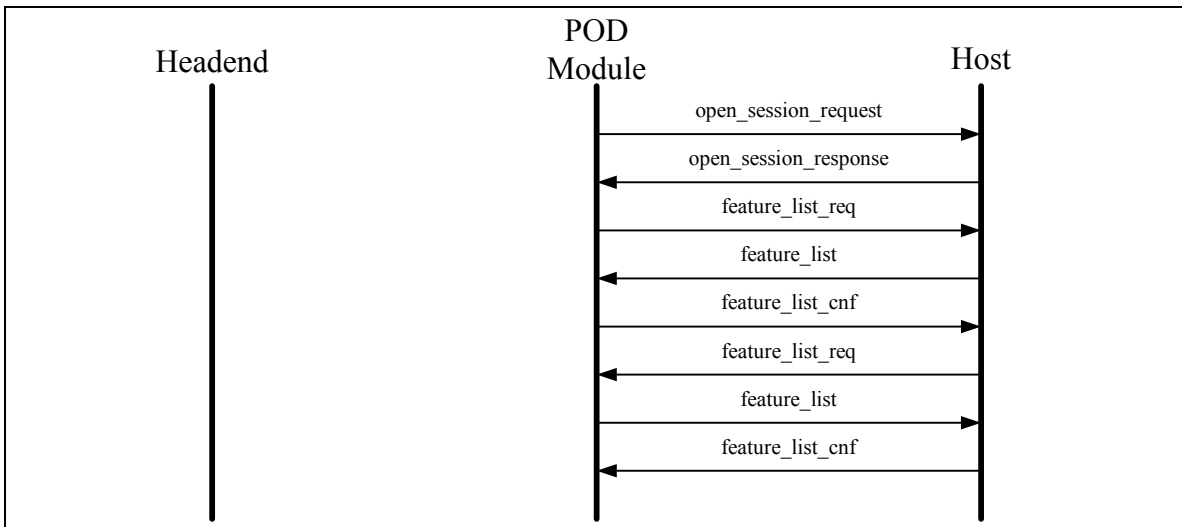 Headend
POD
Module
Host
open_session_request
open_session_response
feature_list_req
feature_list
feature_list_cnf
feature_list_req
feature_list
feature_list_cnf